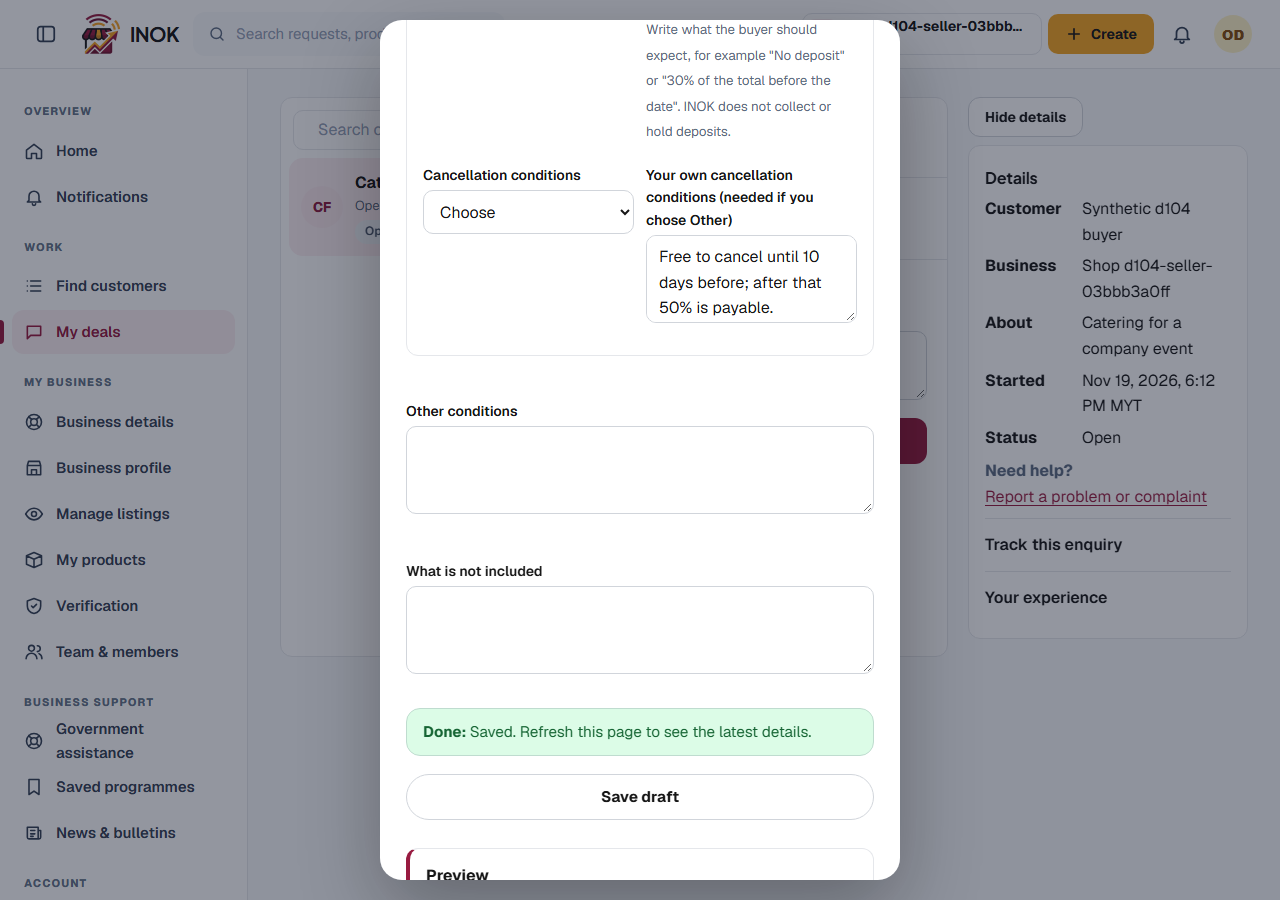 INOK
Search requests, pro
d104-seller-03bbb...
Create
OD
OVERVIEW
Home
Notifications
WORK
Find customers
My deals
MY BUSINESS
Business details
Business profile
Manage listings
My products
Verification
Team & members
BUSINESS SUPPORT
Government
assistance
Saved programmes
News & bulletins
ACCOUNT
Search
CF
Write what the buyer should
expect, for example "No deposit"
or "30% of the total before the
date". INOK does not collect or
hold deposits.
Cancellation conditions
Choose
Your own cancellation
conditions (needed if you
chose Other)
Free to cancel until 10
days before; after that
50% is payable.
Other conditions
What is not included
Done: Saved. Refresh this page to see the latest details.
Save draft
Preview
Hide details
Details
Customer Synthetic d104
buyer
Business Shop d104-seller-
03bbb3a0ff
About Catering for a
company event
Started Nov 19, 2026, 6:12
PM MYT
Status Open
Need help?
Report a problem or complaint
Track this enquiry
Your experience